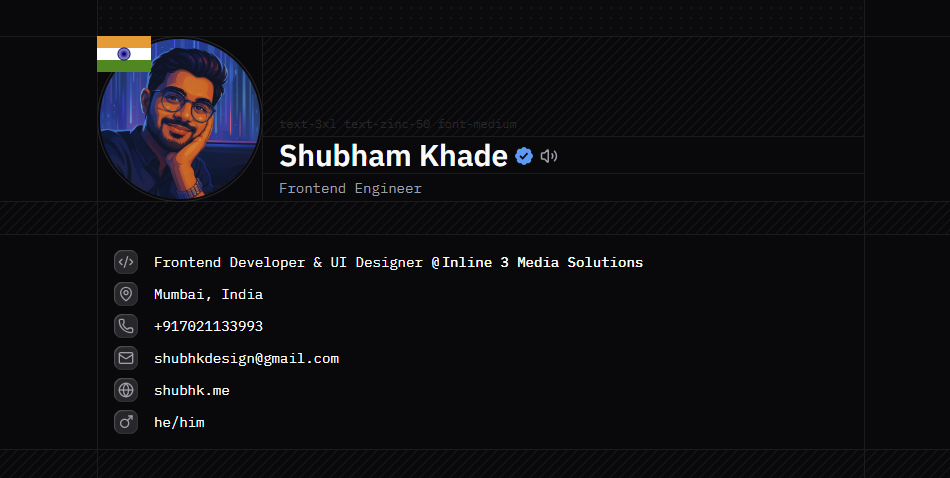 text-3xl text-zinc-50 font-medium
Shubham Khade
Frontend Engineer
Frontend Developer & UI Designer @Inline 3 Media Solutions
Mumbai, India
+917021133993
shubhkdesign@gmail.com
shubhk.me
he/him